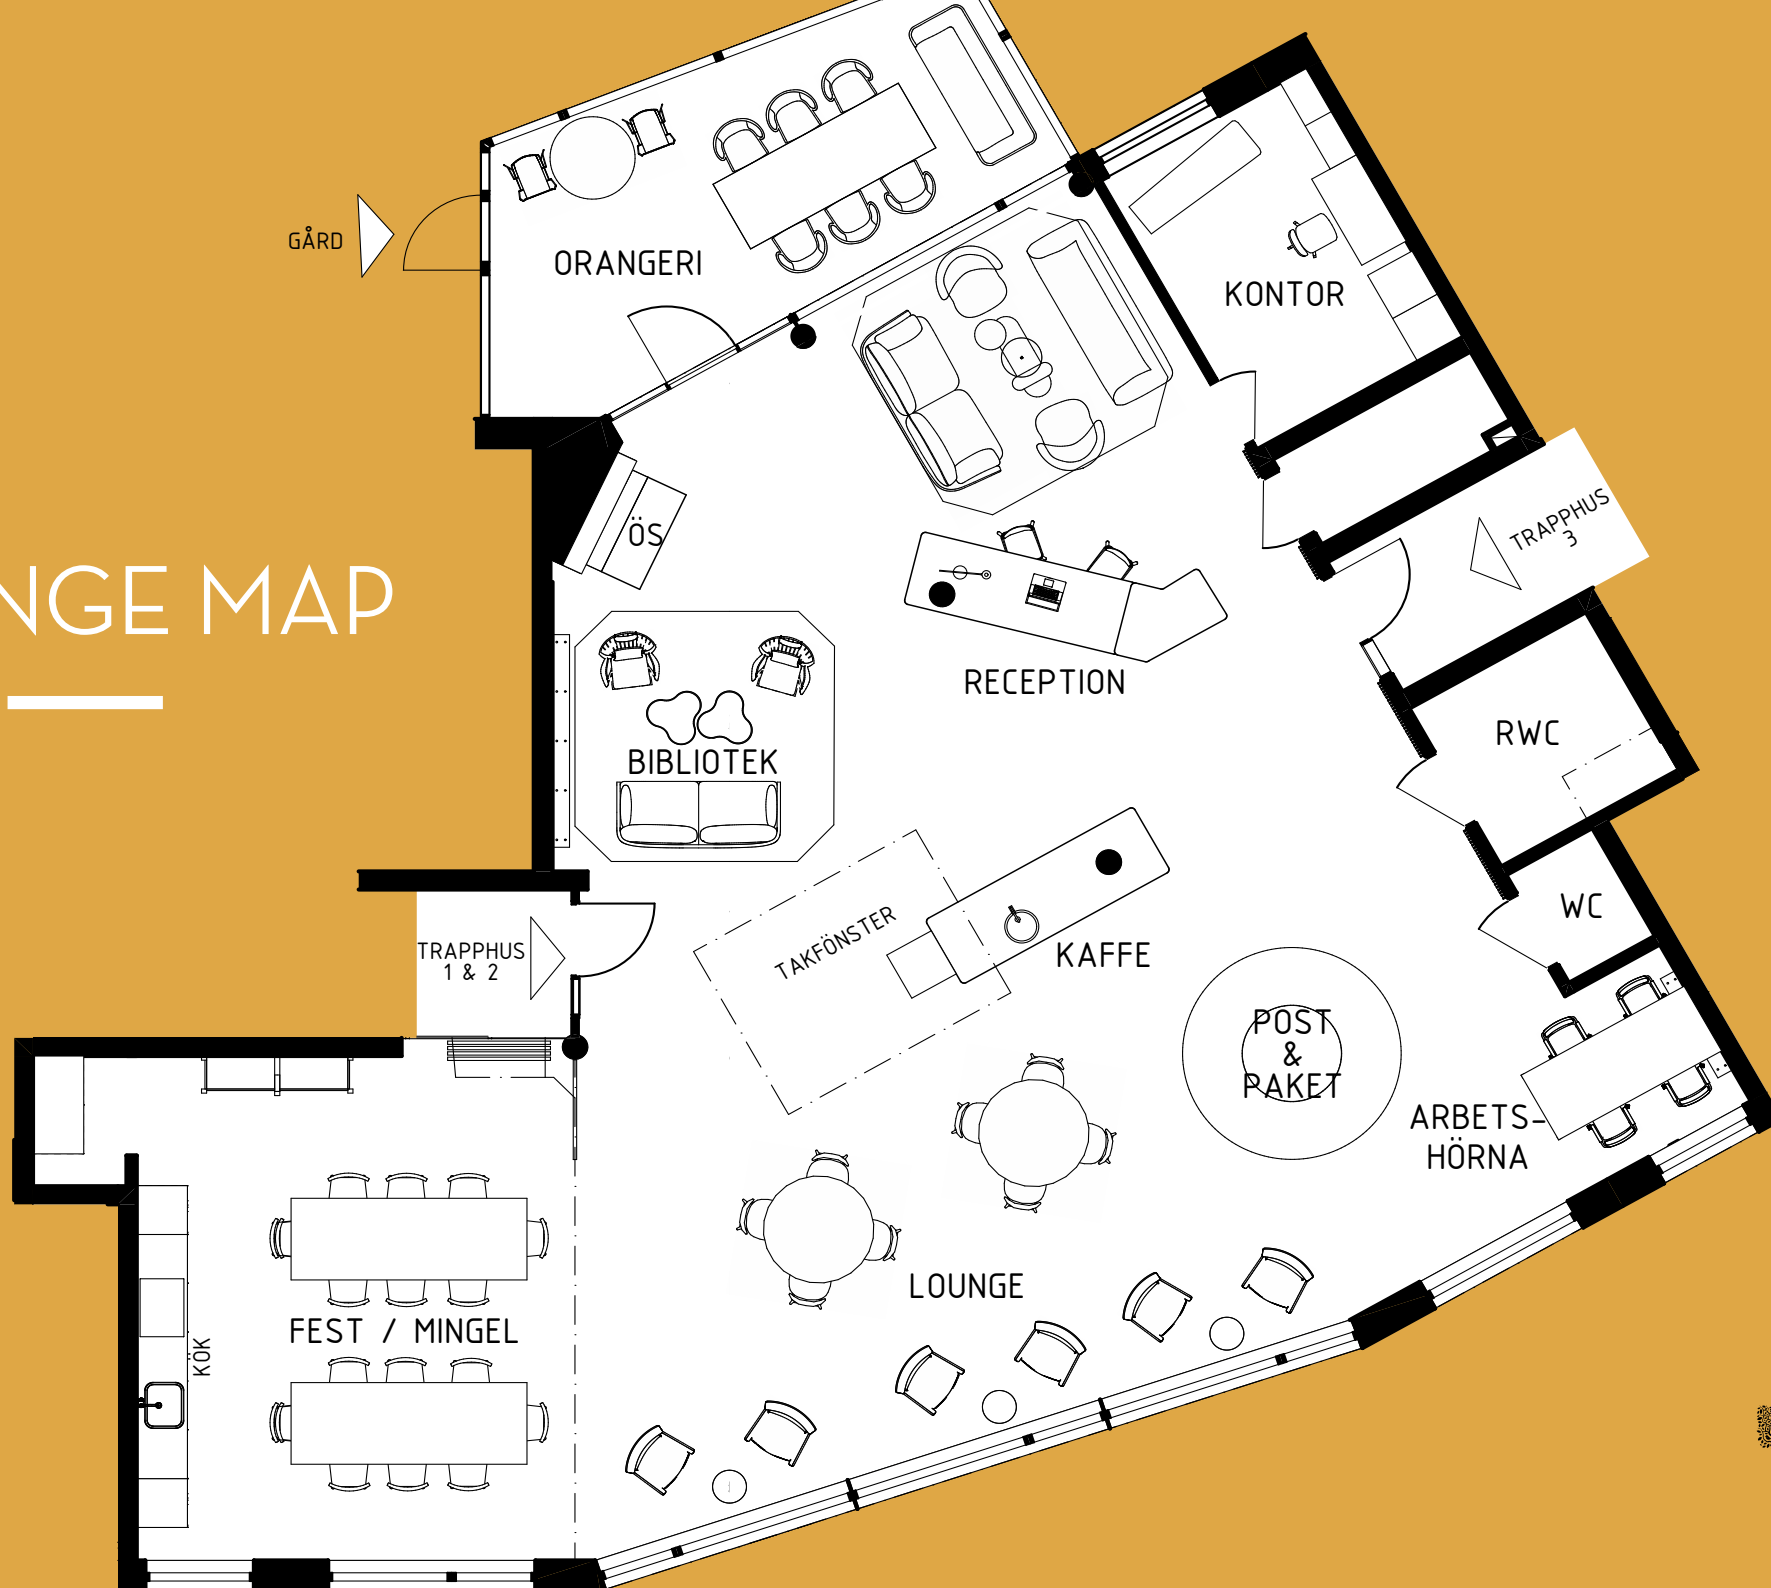 GÅRD
ORANGERI
KONTOR
ÖS
TRAPPHUS
3
NGE MAP
RECEPTION
RWC
BIBLIOTEK
WC
TAKFÖNSTER
KAFFE
TRAPPHUS
1 & 2
POST
&
PAKET
ARBETS-
HÖRNA
LOUNGE
FEST / MINGEL
KÖK